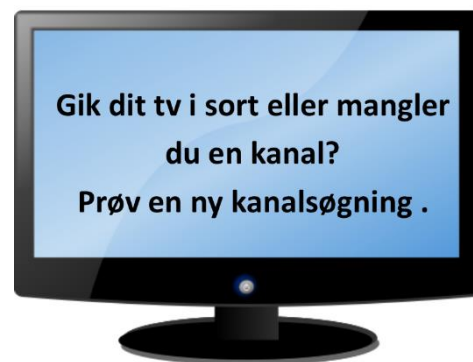 Gik dit tv i sort eller mangler
du en kanal?
Prøv en ny kanalsøgning .